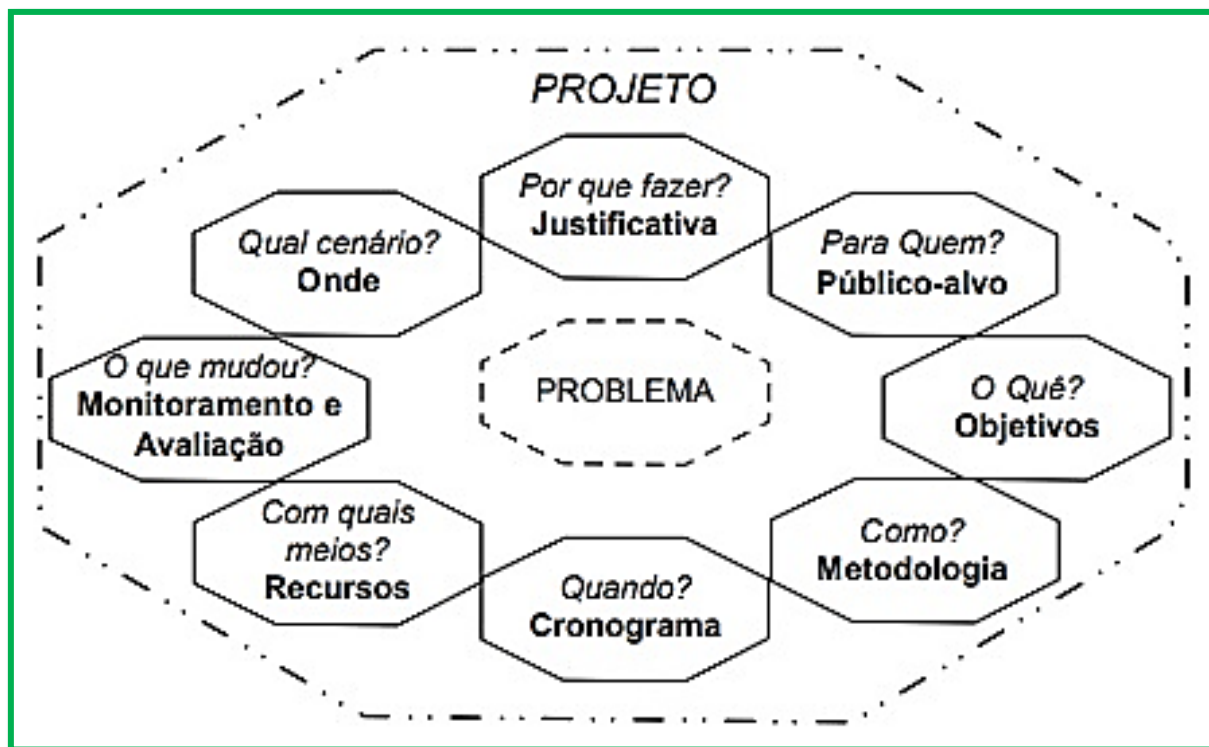 PROJETO
Por que fazer?
Justificativa
Para Quem?
Público-alvo
O Quê?
Objetivos
Como?
Metodologia
Quando?
Cronograma
Com quais
meios?
Recursos
O que mudou?
Monitoramento e
Avaliação
Qual cenário?
Onde
PROBLEMA